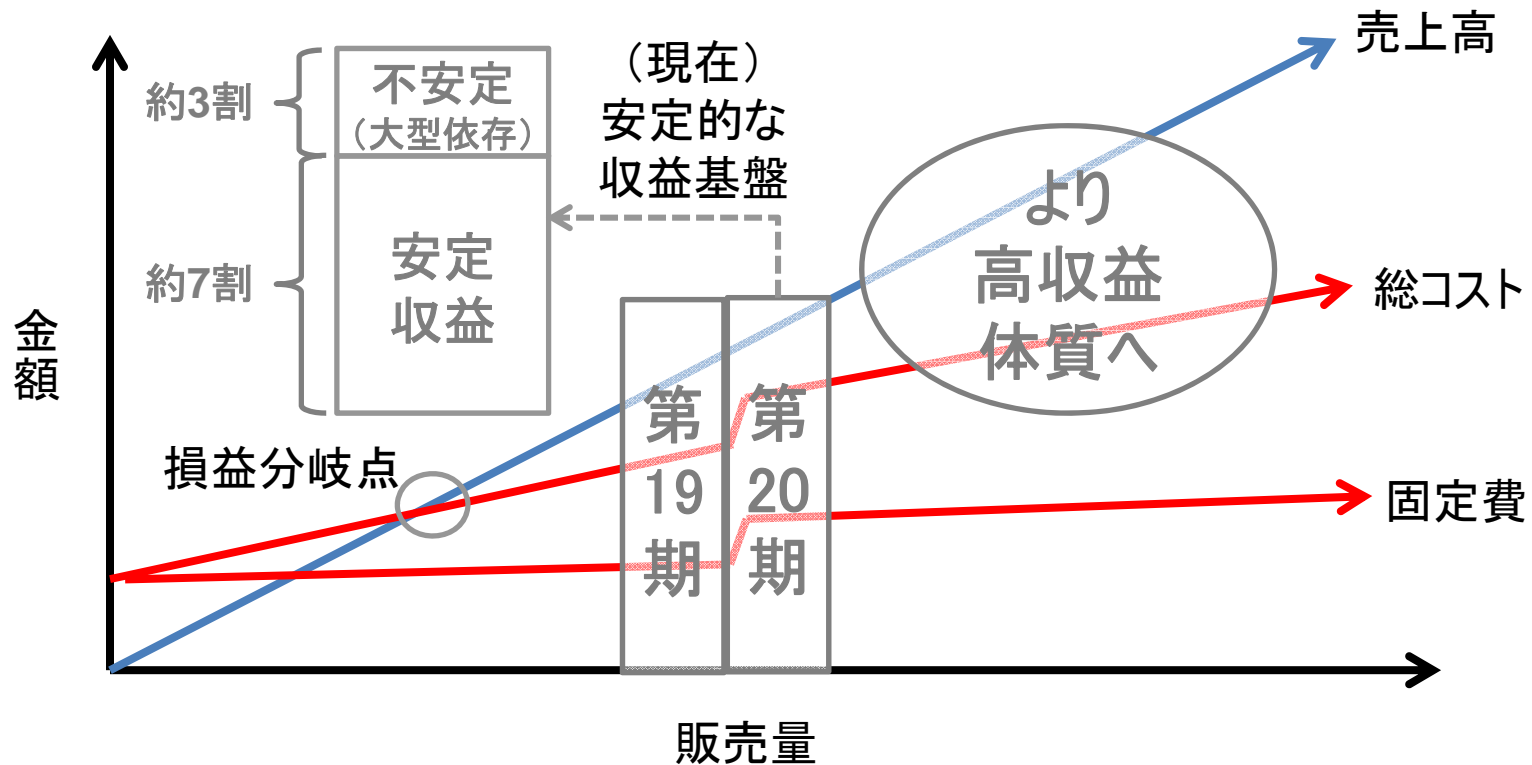 売上高
（現在）
安定的な
収益基盤
不安定
（大型依存）
約3割
安定
収益
約7割
より
高収益
体質へ
総コスト
金
額
損益分岐点
第
19
期
第
20
期
固定費
販売量